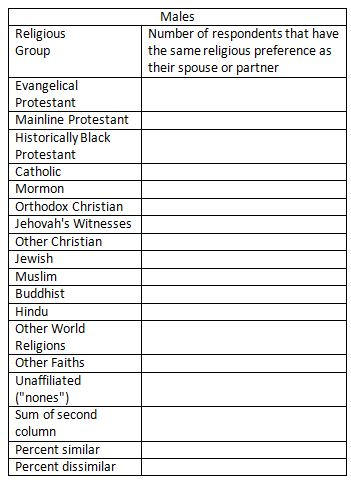 Males
Religious
Group
Number of respondents that have
the same religious preference as
their spouse or partner
Evangelical
Protestant
Mainline Protestant
Historically Black
Protestant
Catholic
Mormon
Orthodox Christian
Jehovah's Witnesses
Other Christian
Jewish
Muslim
Buddhist
Hindu
Other World
Religions
Other Faiths
Unaffiliated
("nones")
Sum of second
column
Percent similar
Percent dissimilar